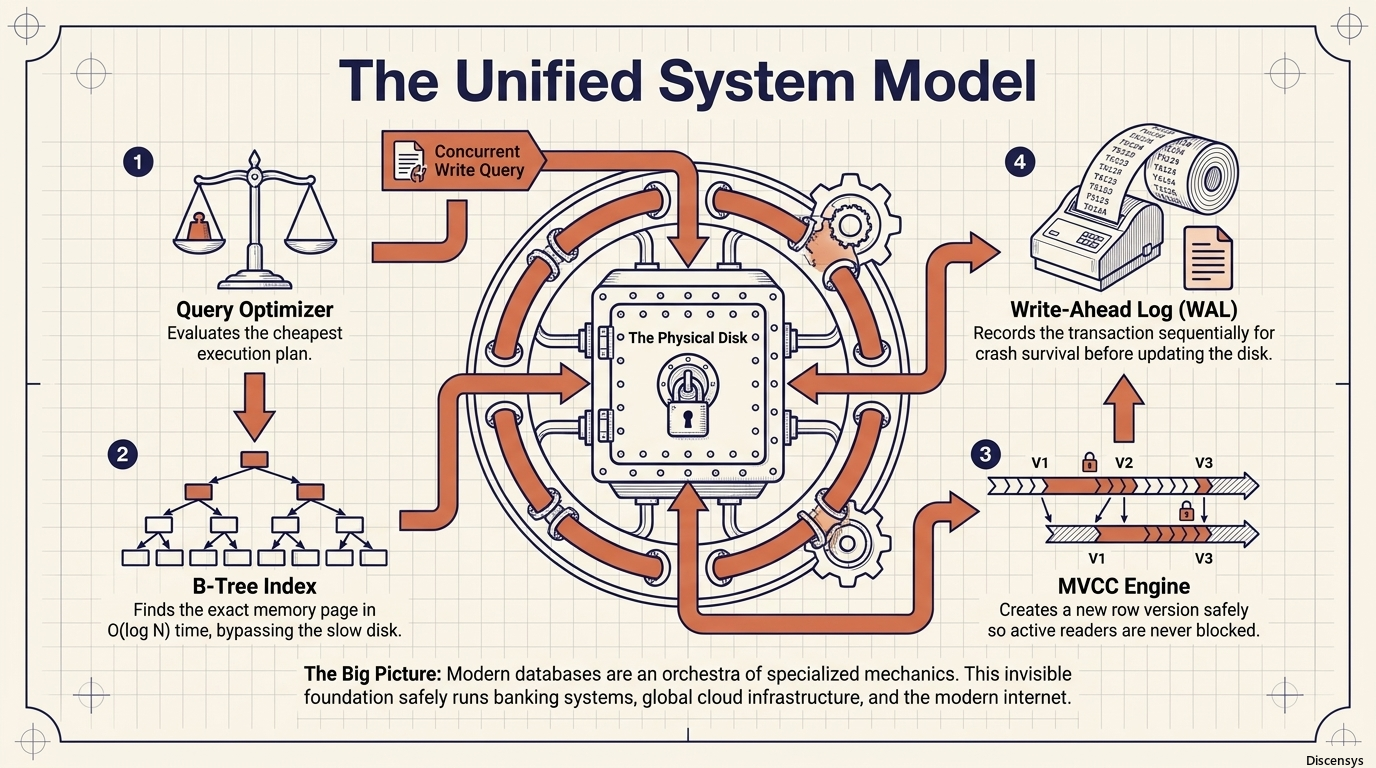 The Unified System Model
1
Concurrent
Write Query
Query Optimizer
Evaluates the cheapest
execution plan.
2
B-Tree Index
Finds the exact memory page in
O(log N) time, bypassing the slow disk.
The Physical Disk
4
Write-Ahead Log (WAL)
Records the transaction sequentially for
crash survival before updating the disk.
3
V1 V2 V3
V1 V3
MVCC Engine
Creates a new row version safely
so active readers are never blocked.
The Big Picture: Modern databases are an orchestra of specialized mechanics. This invisible
foundation safely runs banking systems, global cloud infrastructure, and the modern internet.
Discensys